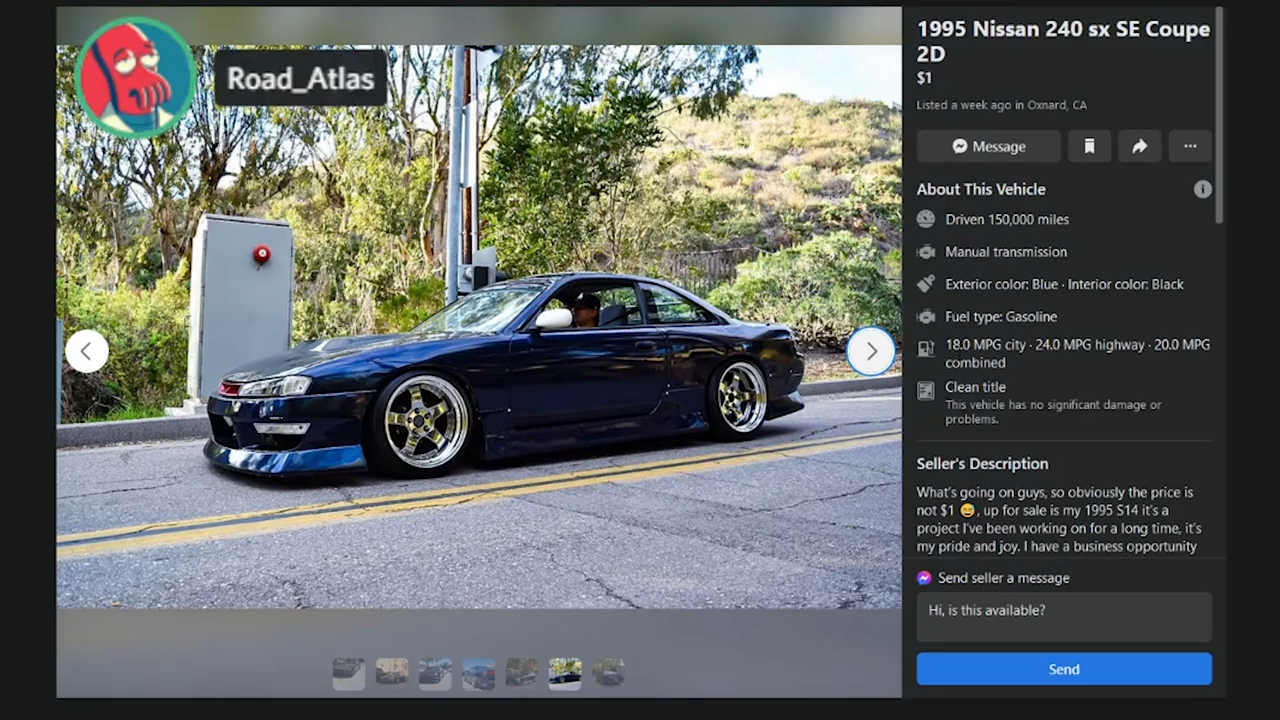 Road_Atlas
1995 Nissan 240 sx SE Coupe
2D
$1
Listed a week ago in Oxnard, CA
Message
About This Vehicle
Driven 150,000 miles
Manual transmission
Exterior color: Blue · Interior color: Black
Fuel type: Gasoline
18.0 MPG city · 24.0 MPG highway · 20.0 MPG
combined
Clean title
This vehicle has no significant damage or
problems.
Seller's Description
What's going on guys, so obviously the price is
not $1 😅, up for sale is my 1995 S14 it's a
project I've been working on for a long time, it's
my pride and joy. I have a business opportunity
Send seller a message
Hi, is this available?
Send